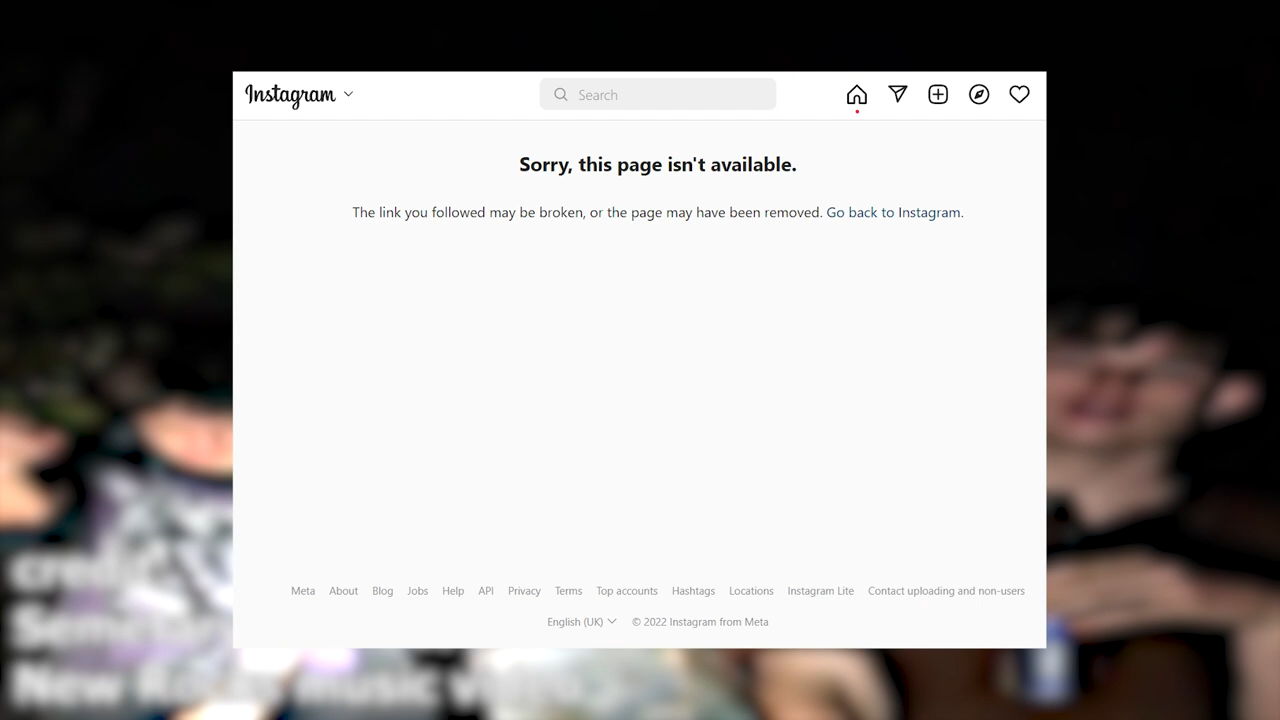 Instagram
Search
Sorry, this page isn't available.
The link you followed may be broken, or the page may have been removed. Go back to Instagram.
Meta About Blog Jobs Help API Privacy Terms Top accounts Hashtags Locations Instagram Lite Contact uploading and non-users
English (UK) © 2022 Instagram from Meta
New music